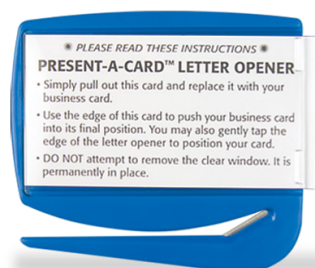 ✺ PLEASE READ THESE INSTRUCTIONS ✺
PRESENT-A-CARD™ LETTER OPENER
• Simply pull out this card and replace it with your
business card.
• Use the edge of this card to push your business card
into its final position. You may also gently tap the
edge of the letter opener to position your card.
• DO NOT attempt to remove the clear window. It is
permanently in place.